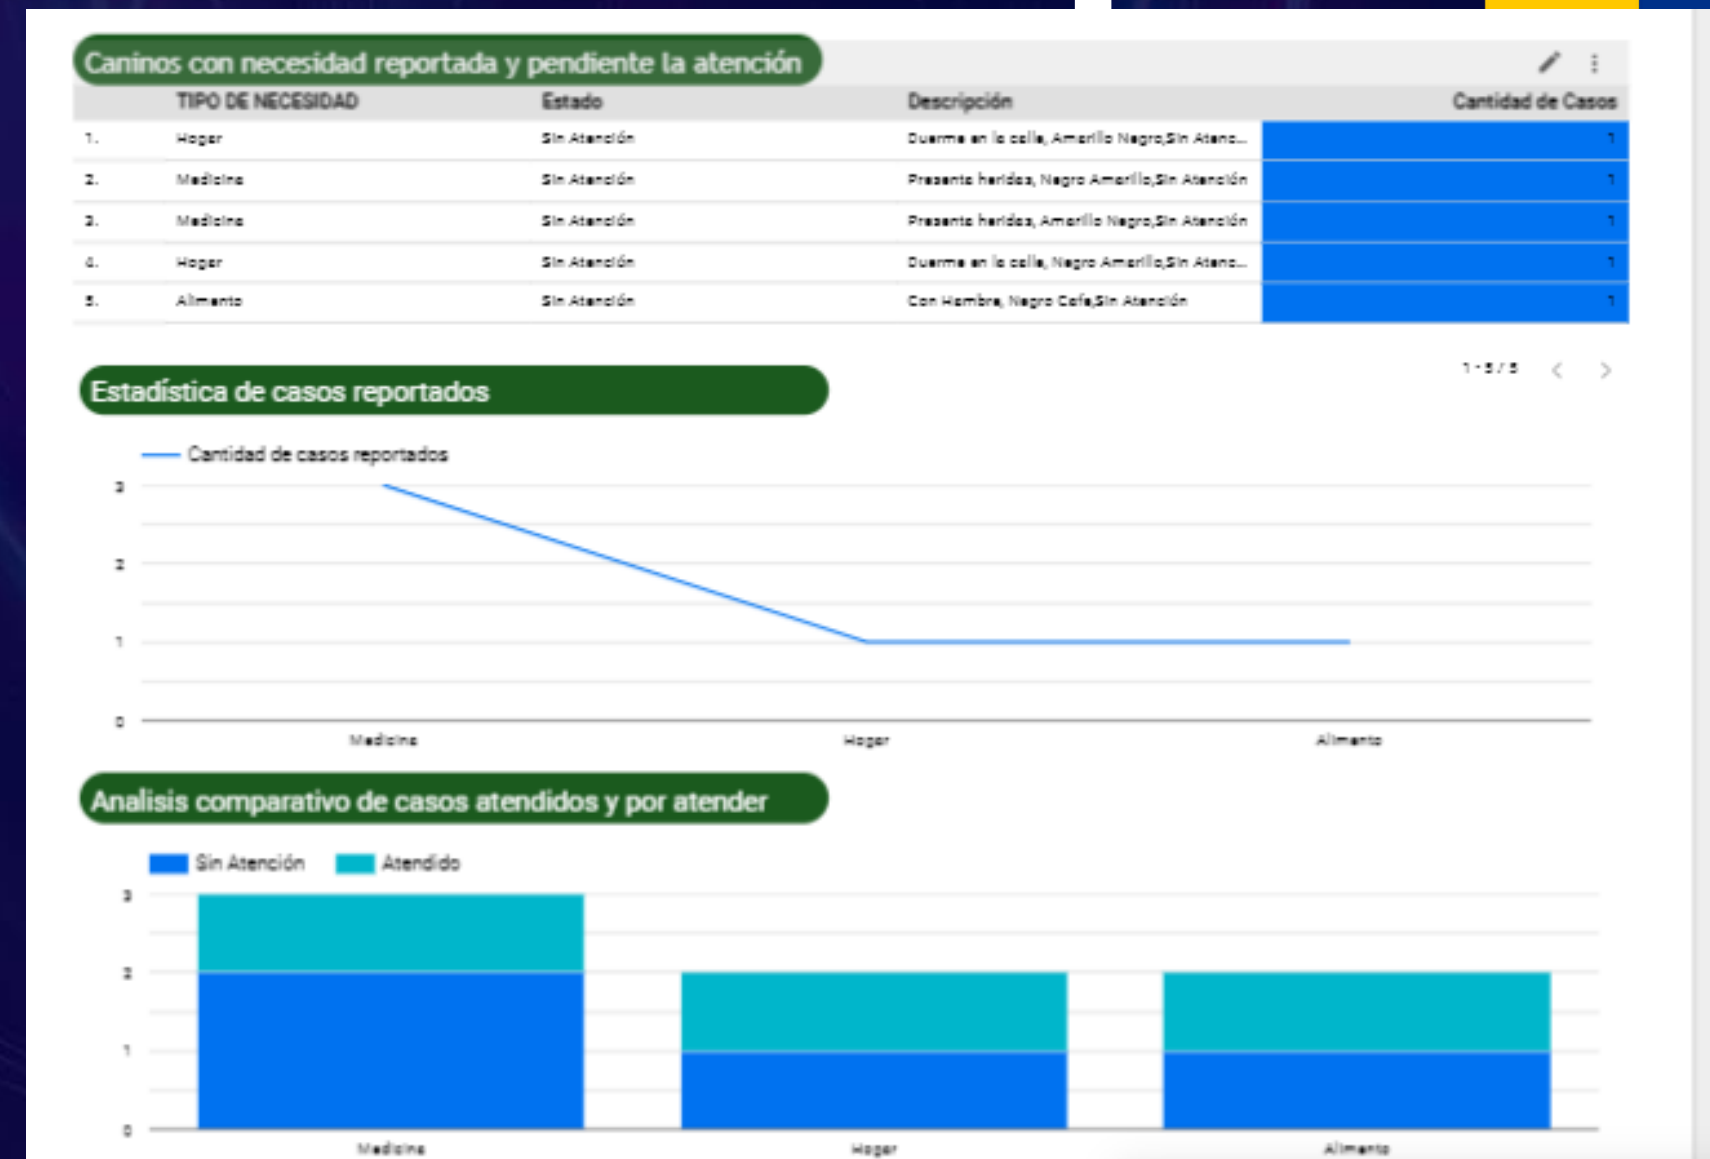 Caninos con necesidad reportada y pendiente la atención
TIPO DE NECESIDAD Estado Descripción Cantidad de Casos
1. Hogar Sin Atención Duerme en la calle, Amarillo Negro,Sin Atenc... 1
2. Medicina Sin Atención Presenta heridas, Negro Amarillo,Sin Atención 1
3. Medicina Sin Atención Presenta heridas, Amarillo Negro,Sin Atención 1
4. Hogar Sin Atención Duerme en la calle, Negro Amarillo,Sin Atenc... 1
5. Alimento Sin Atención Con Hambre, Negro Cafe,Sin Atención 1
1 - 5 / 5
Estadística de casos reportados
Cantidad de casos reportados
3
2
1
0
Medicina Hogar Alimento
Analisis comparativo de casos atendidos y por atender
Sin Atención Atendido
3
2
1
0
Medicina Hogar Alimento